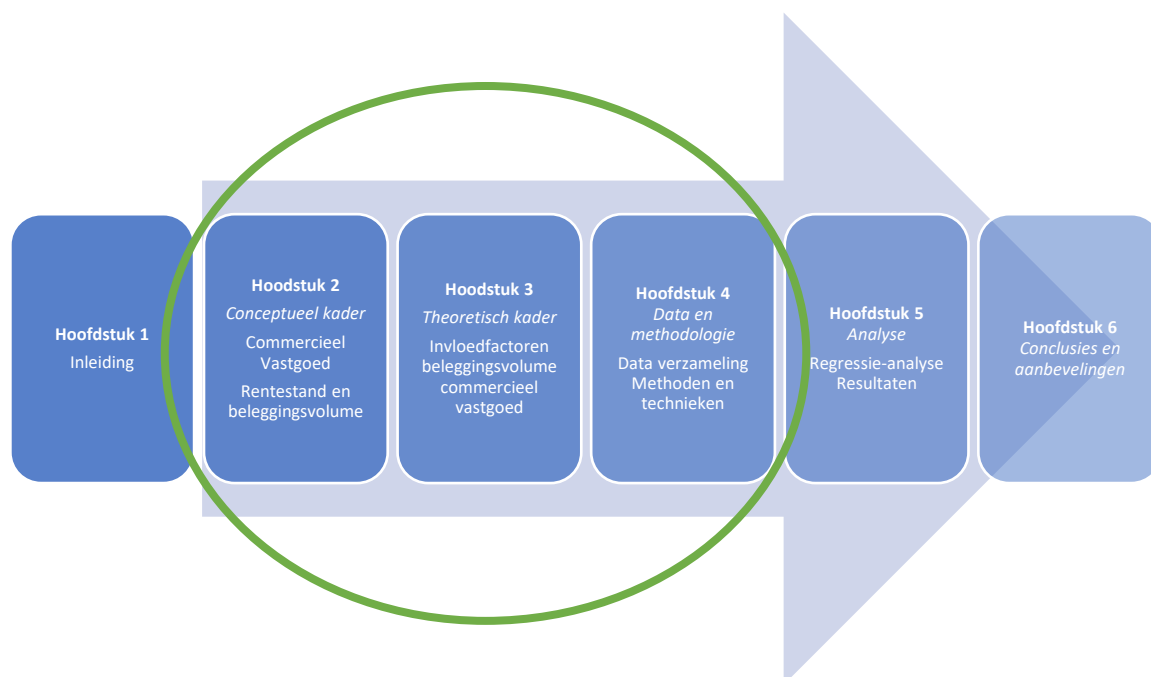 Hoofdstuk 1
Inleiding
Hoodstuk 2
Conceptueel kader
Commercieel
Vastgoed
Rentestand en
beleggingsvolume
Hoodstuk 3
Theoretisch kader
Invloedfactoren
beleggingsvolume
commercieel
vastgoed
Hoofdstuk 4
Data en
methodologie
Data verzameling
Methoden en
technieken
Hoofdstuk 5
Analyse
Regressie-analyse
Resultaten
Hoofdstuk 6
Conclusies en
aanbevelingen